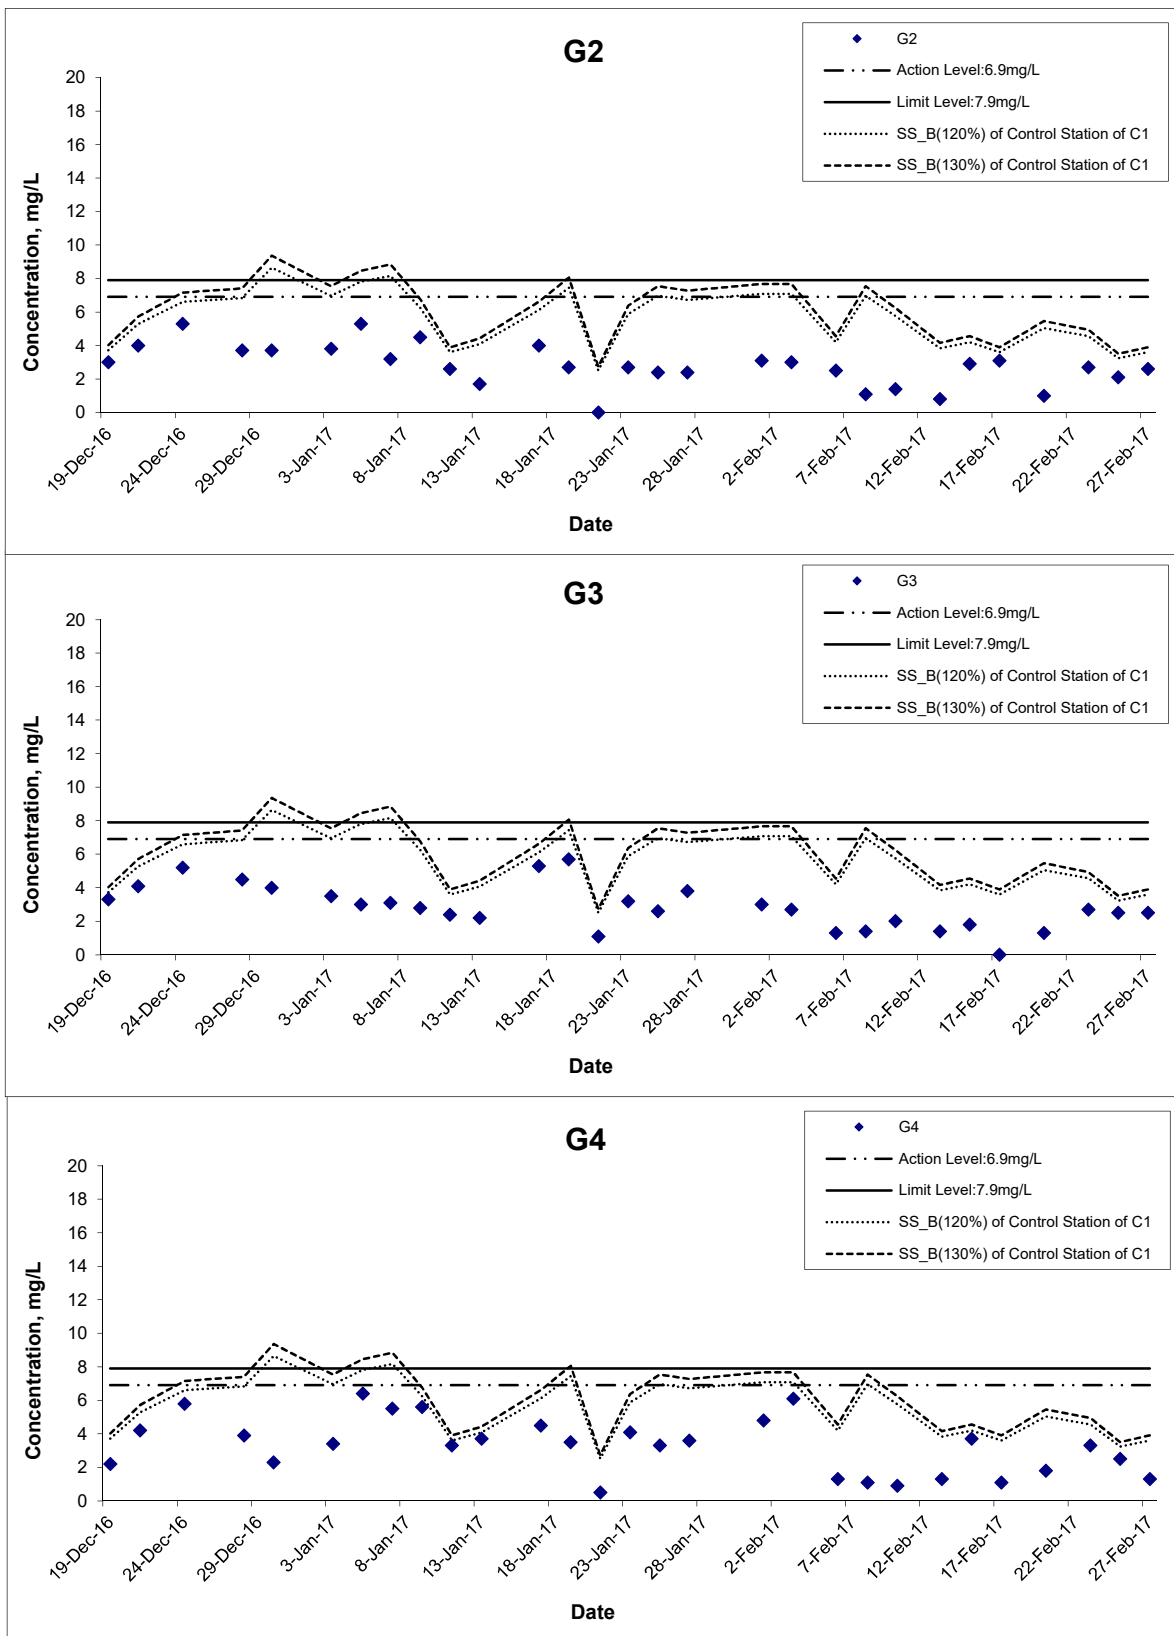 G2
G2
Action Level:6.9mg/L
Limit Level:7.9mg/L
SS_B(120%) of Control Station of C1
SS_B(130%) of Control Station of C1
Concentration, mg/L
20
18
16
14
12
10
8
6
4
2
0
19-Dec-16
24-Dec-16
29-Dec-16
3-Jan-17
8-Jan-17
13-Jan-17
18-Jan-17
23-Jan-17
28-Jan-17
2-Feb-17
7-Feb-17
12-Feb-17
17-Feb-17
22-Feb-17
27-Feb-17
Date
G3
G3
Action Level:6.9mg/L
Limit Level:7.9mg/L
SS_B(120%) of Control Station of C1
SS_B(130%) of Control Station of C1
Concentration, mg/L
20
18
16
14
12
10
8
6
4
2
0
19-Dec-16
24-Dec-16
29-Dec-16
3-Jan-17
8-Jan-17
13-Jan-17
18-Jan-17
23-Jan-17
28-Jan-17
2-Feb-17
7-Feb-17
12-Feb-17
17-Feb-17
22-Feb-17
27-Feb-17
Date
G4
G4
Action Level:6.9mg/L
Limit Level:7.9mg/L
SS_B(120%) of Control Station of C1
SS_B(130%) of Control Station of C1
Concentration, mg/L
20
18
16
14
12
10
8
6
4
2
0
19-Dec-16
24-Dec-16
29-Dec-16
3-Jan-17
8-Jan-17
13-Jan-17
18-Jan-17
23-Jan-17
28-Jan-17
2-Feb-17
7-Feb-17
12-Feb-17
17-Feb-17
22-Feb-17
27-Feb-17
Date